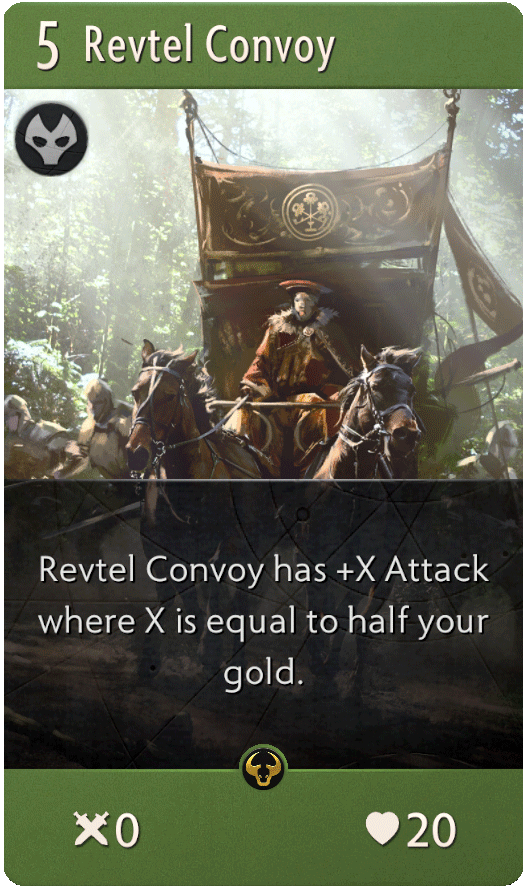 5 Revtel Convoy
Revtel Convoy has +X Attack
where X is equal to half your
gold.
0 20